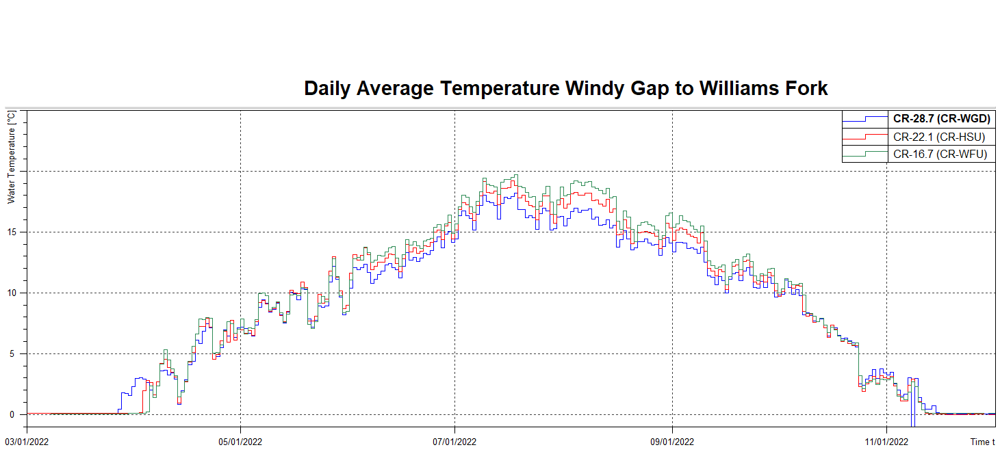 Daily Average Temperature Windy Gap to Williams Fork
Water Temperature [°C]
CR-28.7 (CR-WGD)
CR-22.1 (CR-HSU)
CR-16.7 (CR-WFU)
15
10
5
0
03/01/2022
05/01/2022
07/01/2022
09/01/2022
11/01/2022
Time t